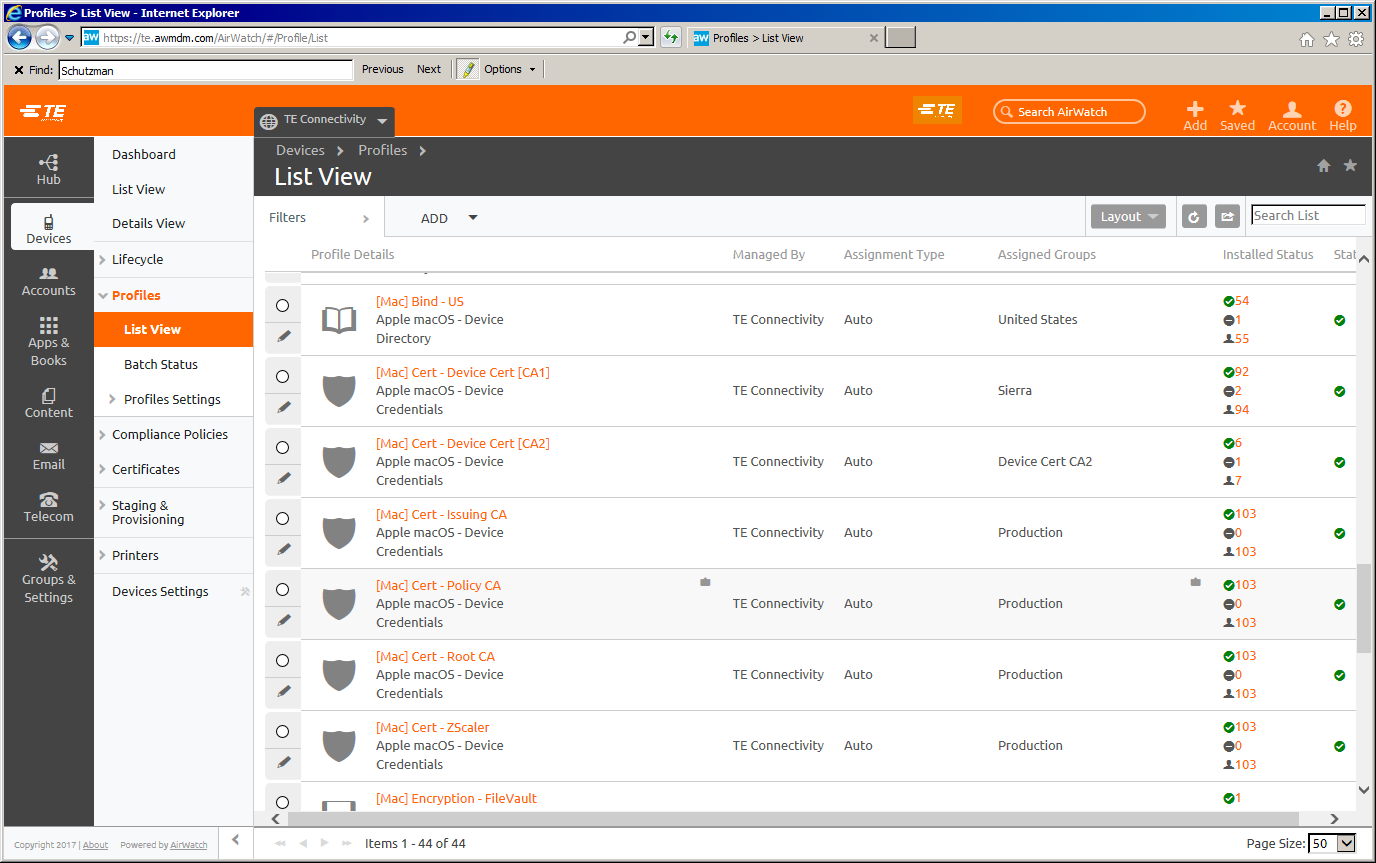 Profiles > List View - Internet Explorer
aw https://te.awmdm.com/AirWatch/#/Profile/List
aw Profiles > List View
Find: Schutzman Previous Next Options
TE
TE Connectivity
TE
Search AirWatch
Add Saved Account Help
Hub
Devices
Accounts
Apps &
Books
Content
Email
Telecom
Groups &
Settings
Dashboard
List View
Details View
Lifecycle
Profiles
List View
Batch Status
Profiles Settings
Compliance Policies
Certificates
Staging &
Provisioning
Printers
Devices Settings
Devices > Profiles >
List View
Filters ADD Layout Search List
Profile Details Managed By Assignment Type Assigned Groups Installed Status Stat
[Mac] Bind - US 54
Apple macOS - Device TE Connectivity Auto United States 1
Directory 55
[Mac] Cert - Device Cert [CA1] 92
Apple macOS - Device TE Connectivity Auto Sierra 2
Credentials 94
[Mac] Cert - Device Cert [CA2] 6
Apple macOS - Device TE Connectivity Auto Device Cert CA2 1
Credentials 7
[Mac] Cert - Issuing CA 103
Apple macOS - Device TE Connectivity Auto Production 0
Credentials 103
[Mac] Cert - Policy CA 103
Apple macOS - Device TE Connectivity Auto Production 0
Credentials 103
[Mac] Cert - Root CA 103
Apple macOS - Device TE Connectivity Auto Production 0
Credentials 103
[Mac] Cert - ZScaler 103
Apple macOS - Device TE Connectivity Auto Production 0
Credentials 103
[Mac] Encryption - FileVault 1
Copyright 2017 | About Powered by AirWatch
Items 1 - 44 of 44
Page Size: 50